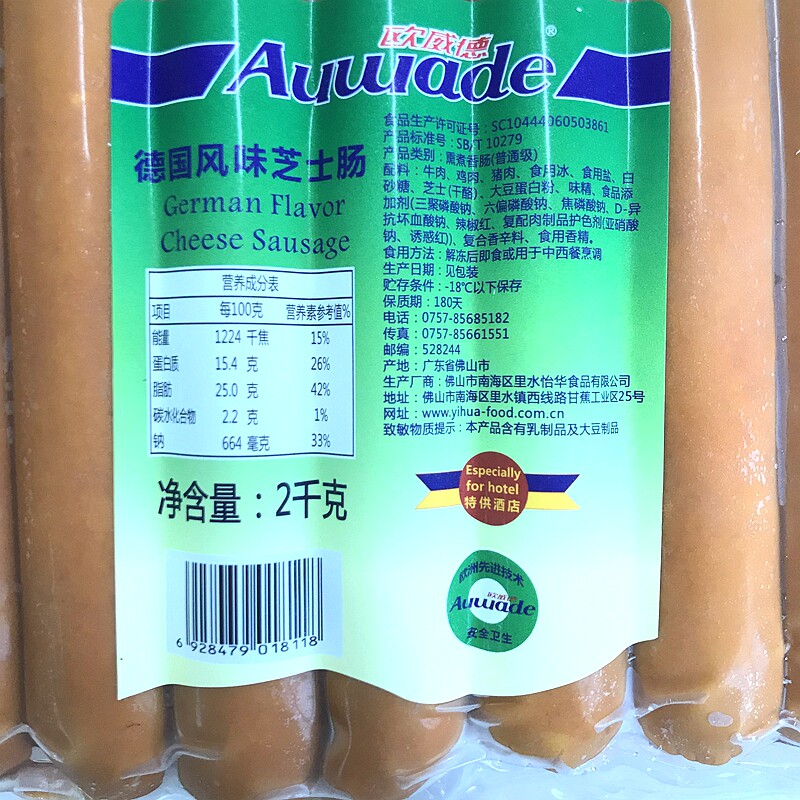 欧威德
Auwade®
德国风味芝士肠
German Flavor
Cheese Sausage
营养成分表
项目 每100克 营养素参考值%
能量 1224 千焦 15%
蛋白质 15.4 克 26%
脂肪 25.0 克 42%
碳水化合物 2.2 克 1%
钠 664 毫克 33%
净含量：2千克
6 928479 018118
食品生产许可证号：SC10444060503861
产品标准号：SB/T 10279
产品类别：熏煮香肠(普通级)
配料：牛肉、鸡肉、猪肉、食用冰、食用盐、白
砂糖、芝士(干酪)、大豆蛋白粉、味精、食品添
加剂(三聚磷酸钠、六偏磷酸钠、焦磷酸钠、D-异
抗坏血酸钠、辣椒红、复配肉制品护色剂(亚硝酸
钠、诱惑红))、复合香辛料、食用香精。
食用方法：解冻后即食或用于中西餐烹调
生产日期：见包装
贮存条件：-18℃以下保存
保质期：180天
电话：0757-85685182
传真：0757-85661551
邮编：528244
产地：广东省佛山市
生产厂商：佛山市南海区里水怡华食品有限公司
地址：佛山市南海区里水镇西线路甘蕉工业区25号
网址：www.yihua-food.com.cn
致敏物质提示：本产品含有乳制品及大豆制品
Especially
for hotel
特供酒店
欧洲先进技术
欧威德
Auwade
安全卫生